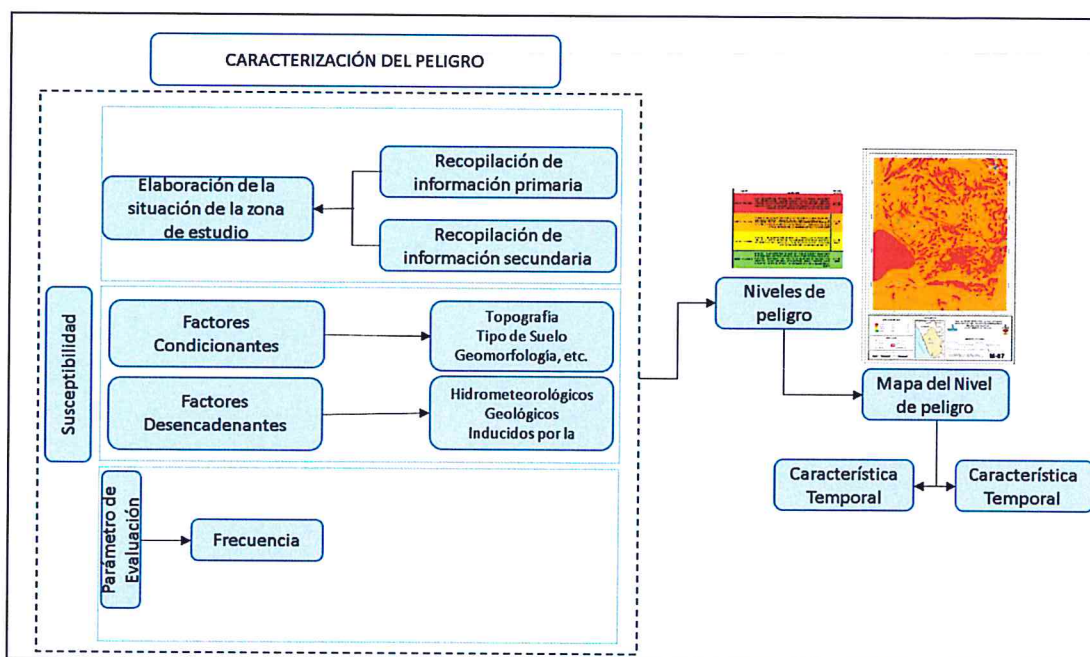 CARACTERIZACIÓN DEL PELIGRO
Elaboración de la
situación de la zona
de estudio
Recopilación de
información primaria
Recopilación de
información secundaria
Susceptibilidad
Factores
Condicionantes
Topografía
Tipo de Suelo
Geomorfología, etc.
Factores
Desencadenantes
Hidrometeorológicos
Geológicos
Inducidos por la
Parámetro de
Evaluación
Frecuencia
Niveles de
peligro
M-07
Mapa del Nivel
de peligro
Característica
Temporal
Característica
Temporal